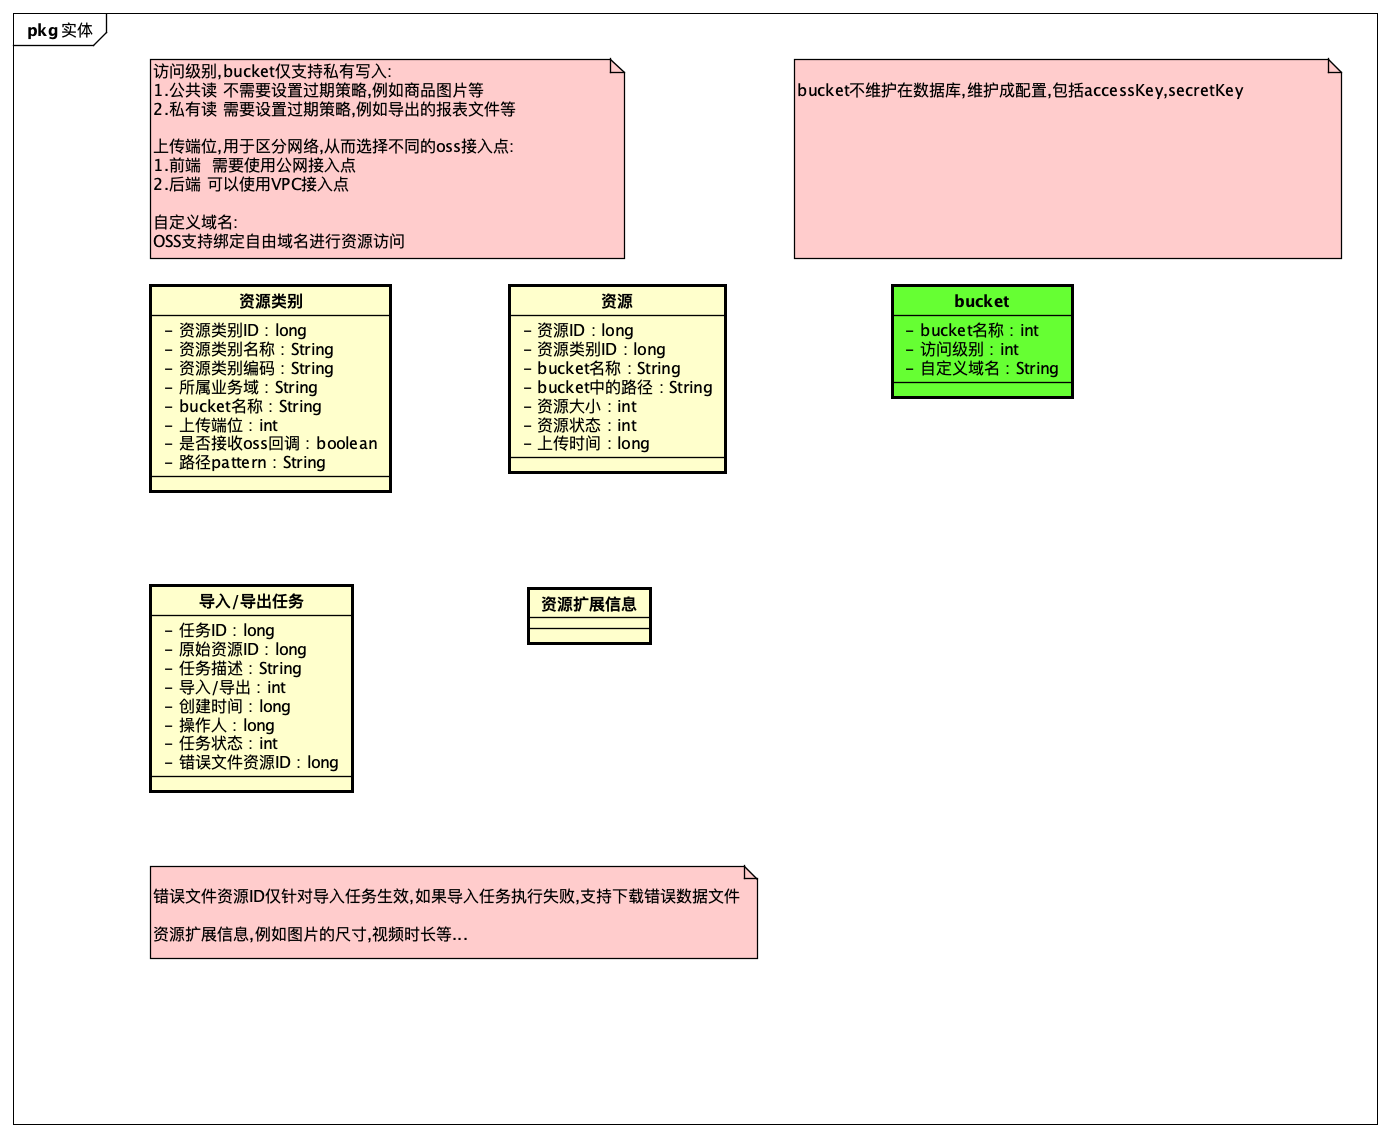 pkg 实体
访问级别,bucket仅支持私有写入:
1.公共读 不需要设置过期策略,例如商品图片等
2.私有读 需要设置过期策略,例如导出的报表文件等
上传端位,用于区分网络,从而选择不同的oss接入点:
1.前端  需要使用公网接入点
2.后端 可以使用VPC接入点
自定义域名:
OSS支持绑定自由域名进行资源访问
bucket不维护在数据库,维护成配置,包括accessKey,secretKey
资源类别
- 资源类别ID : long
- 资源类别名称 : String
- 资源类别编码 : String
- 所属业务域 : String
- bucket名称 : String
- 上传端位 : int
- 是否接收oss回调 : boolean
- 路径pattern : String
资源
- 资源ID : long
- 资源类别ID : long
- bucket名称 : String
- bucket中的路径 : String
- 资源大小 : int
- 资源状态 : int
- 上传时间 : long
bucket
- bucket名称 : int
- 访问级别 : int
- 自定义域名 : String
导入/导出任务
- 任务ID : long
- 原始资源ID : long
- 任务描述 : String
- 导入/导出 : int
- 创建时间 : long
- 操作人 : long
- 任务状态 : int
- 错误文件资源ID : long
资源扩展信息
错误文件资源ID仅针对导入任务生效,如果导入任务执行失败,支持下载错误数据文件
资源扩展信息,例如图片的尺寸,视频时长等...